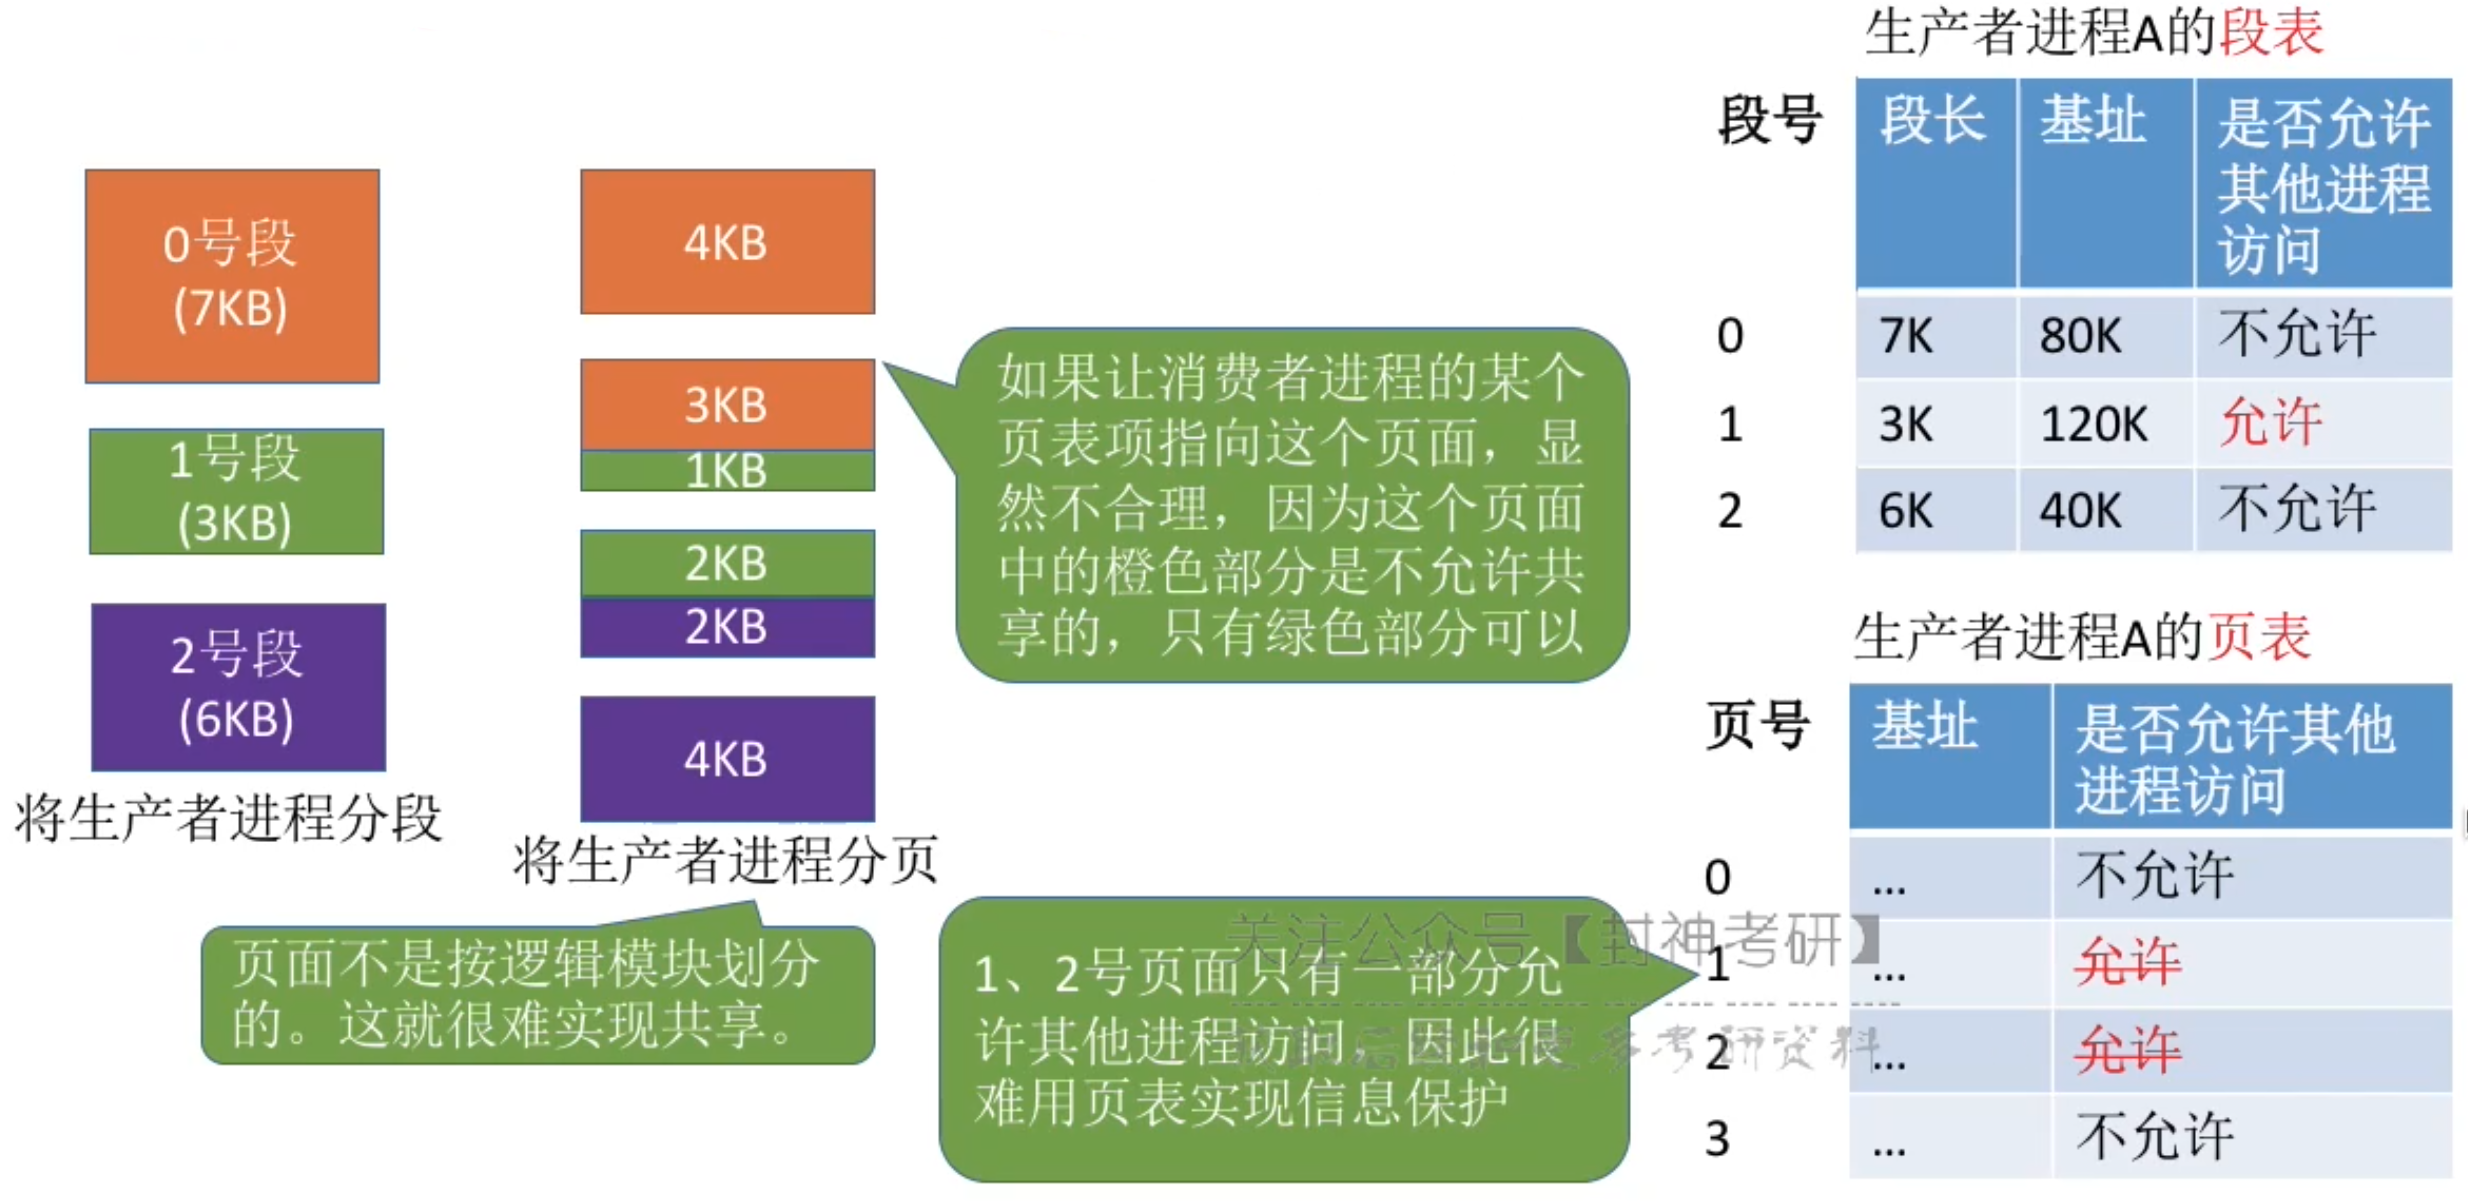 0号段
(7KB)
1号段
(3KB)
2号段
(6KB)
将生产者进程分段
4KB
3KB
1KB
2KB
2KB
4KB
将生产者进程分页
页面不是按逻辑模块划分
的。这就很难实现共享。
如果让消费者进程的某个
页表项指向这个页面，显
然不合理，因为这个页面
中的橙色部分是不允许共
享的，只有绿色部分可以
1、2号页面只有一部分允
许其他进程访问，因此很
难用页表实现信息保护
生产者进程A的段表
段号 段长 基址 是否允许
其他进程
访问
0 7K 80K 不允许
1 3K 120K 允许
2 6K 40K 不允许
生产者进程A的页表
页号 基址 是否允许其他
进程访问
0 ... 不允许
1 ... 允许
2 ... 允许
3 ... 不允许
关注公众号【封神考研】
更多考研资料